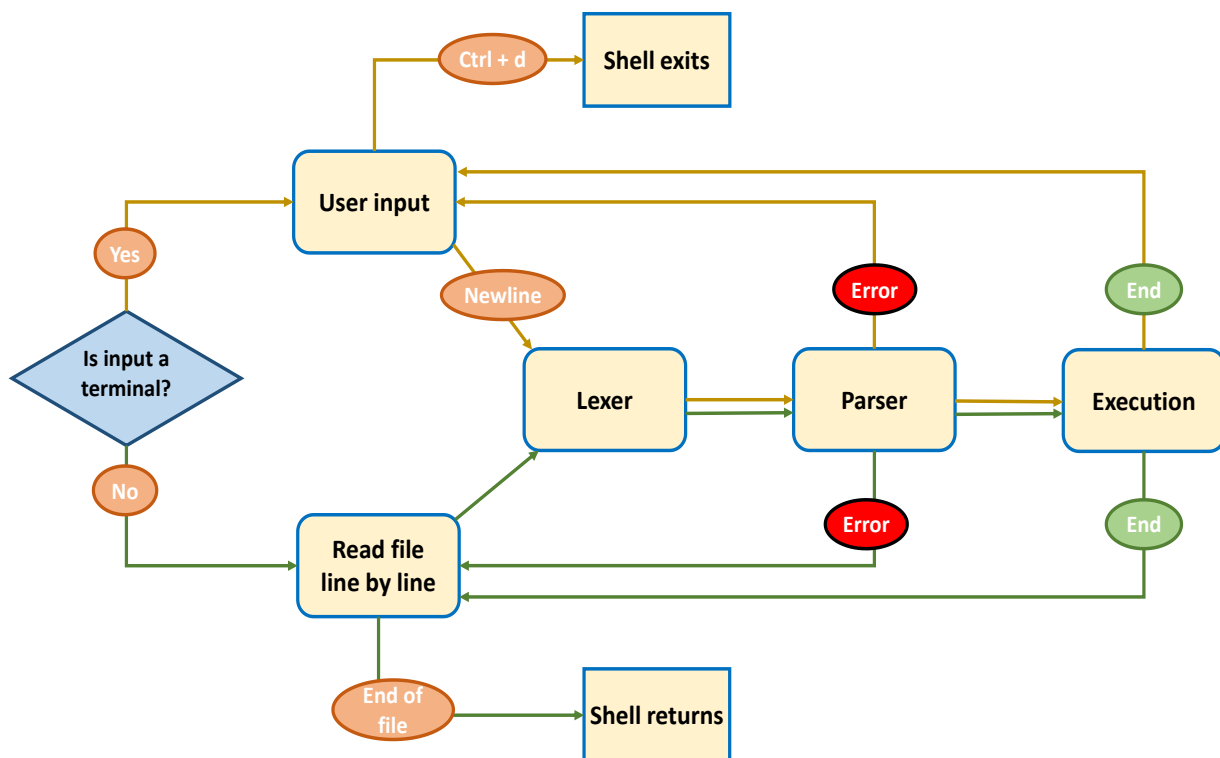 Ctrl + d
Shell exits
User input
Yes
Newline
Error
End
Is input a
terminal?
Lexer
Parser
Execution
No
Read file
line by line
Error
End
End of
file
Shell returns